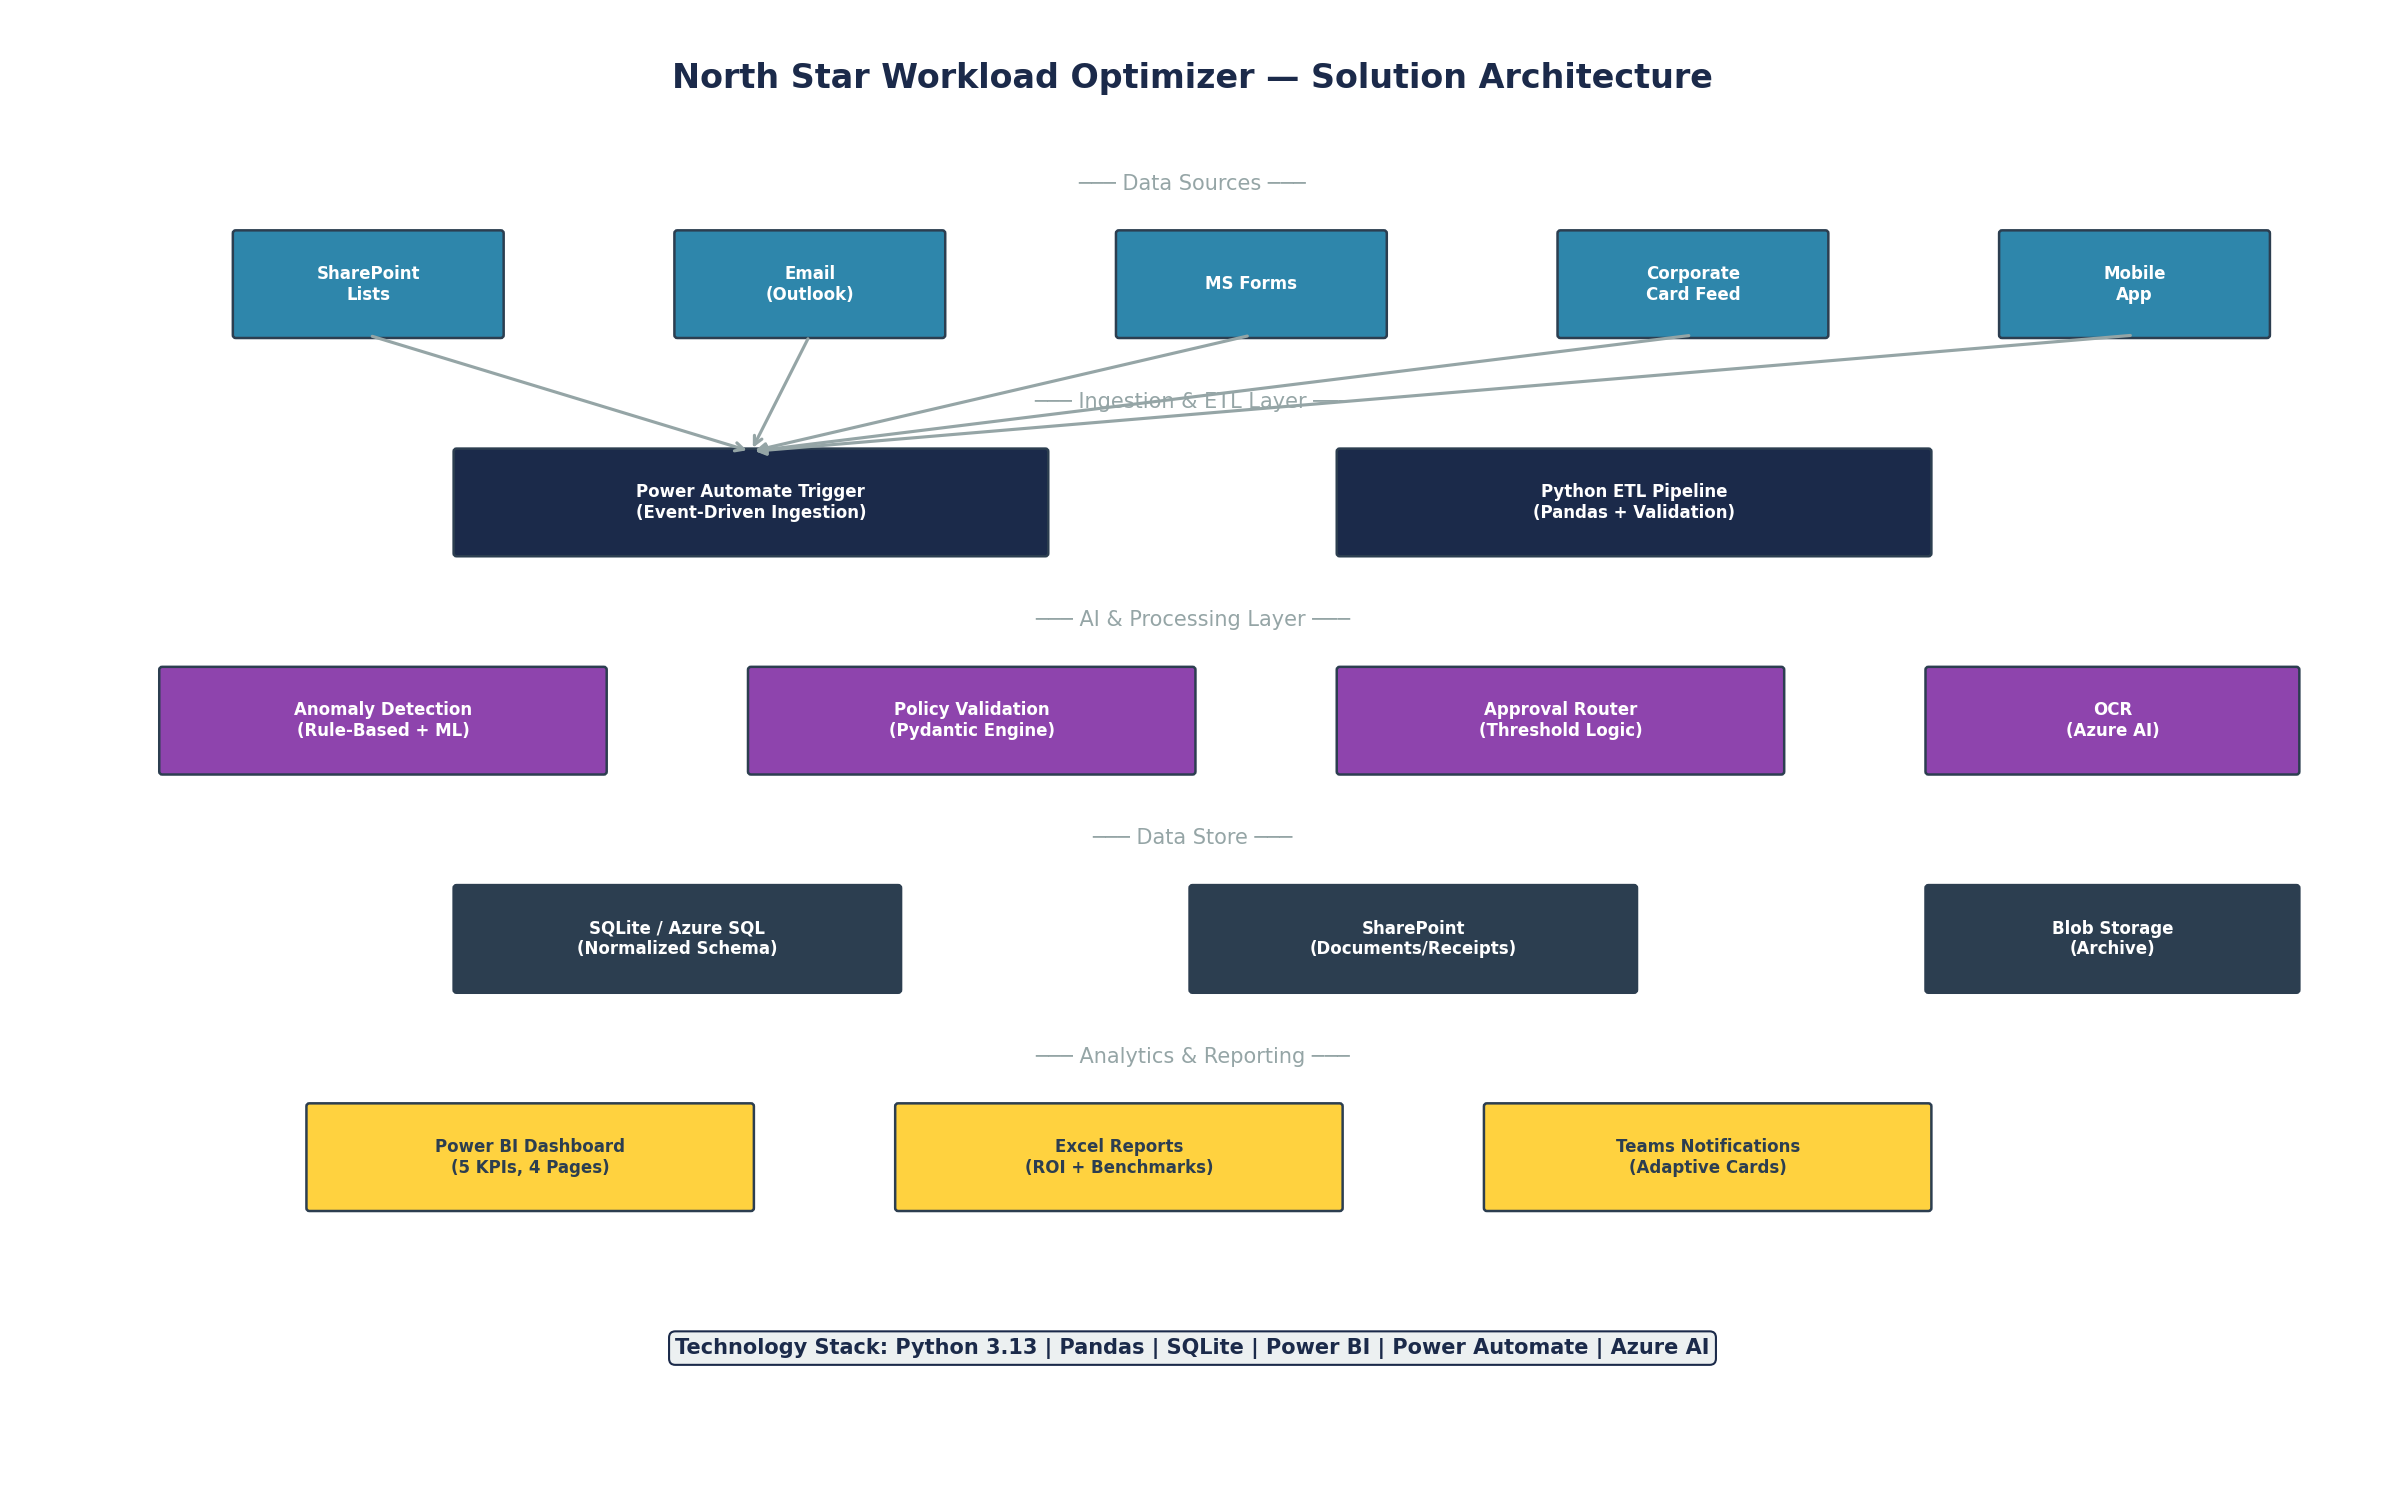 North Star Workload Optimizer — Solution Architecture
─── Data Sources ───
SharePoint
Lists
Email
(Outlook)
MS Forms
Corporate
Card Feed
Mobile
App
─── Ingestion & ETL Layer ───
Power Automate Trigger
(Event-Driven Ingestion)
Python ETL Pipeline
(Pandas + Validation)
─── AI & Processing Layer ───
Anomaly Detection
(Rule-Based + ML)
Policy Validation
(Pydantic Engine)
Approval Router
(Threshold Logic)
OCR
(Azure AI)
─── Data Store ───
SQLite / Azure SQL
(Normalized Schema)
SharePoint
(Documents/Receipts)
Blob Storage
(Archive)
─── Analytics & Reporting ───
Power BI Dashboard
(5 KPIs, 4 Pages)
Excel Reports
(ROI + Benchmarks)
Teams Notifications
(Adaptive Cards)
Technology Stack: Python 3.13 | Pandas | SQLite | Power BI | Power Automate | Azure AI